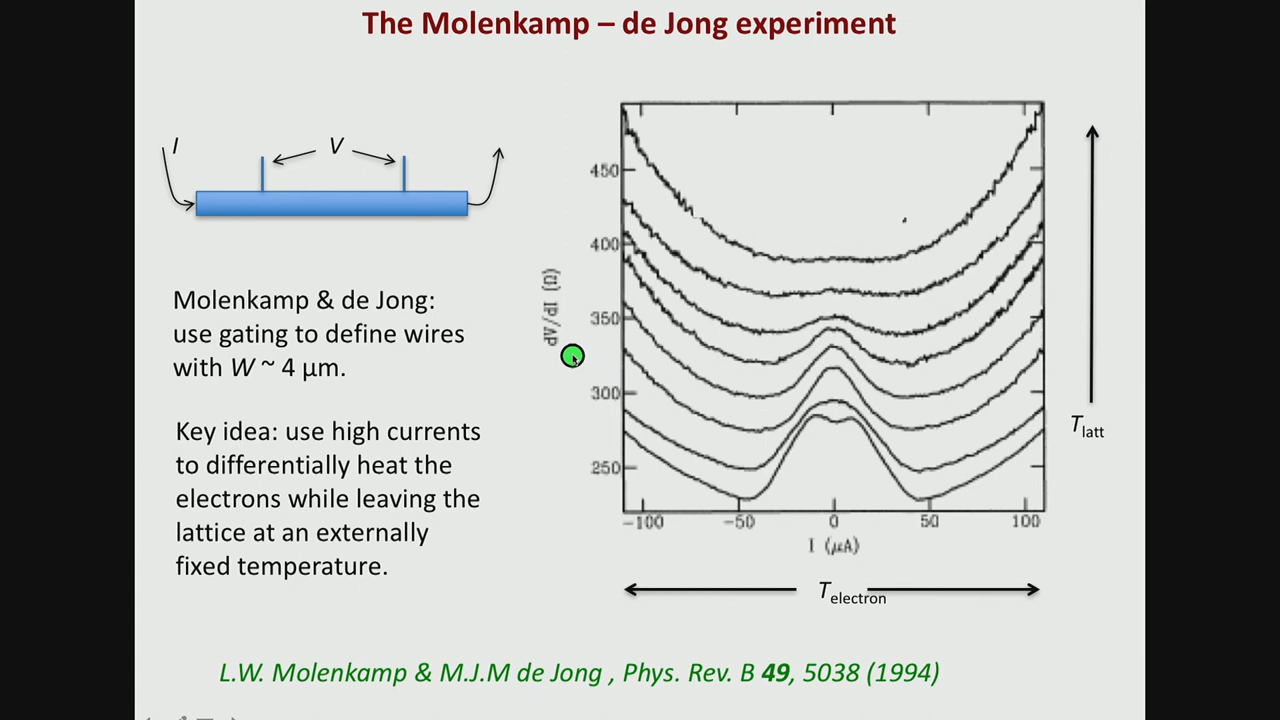 The Molenkamp – de Jong experiment
I
V
Molenkamp & de Jong:
use gating to define wires
with W ~ 4 µm.
Key idea: use high currents
to differentially heat the
electrons while leaving the
lattice at an externally
fixed temperature.
dV/dI (Ω)
450
400
350
300
250
−100
−50
0
50
100
I (µA)
Tlatt
Telectron
L.W. Molenkamp & M.J.M de Jong , Phys. Rev. B 49, 5038 (1994)